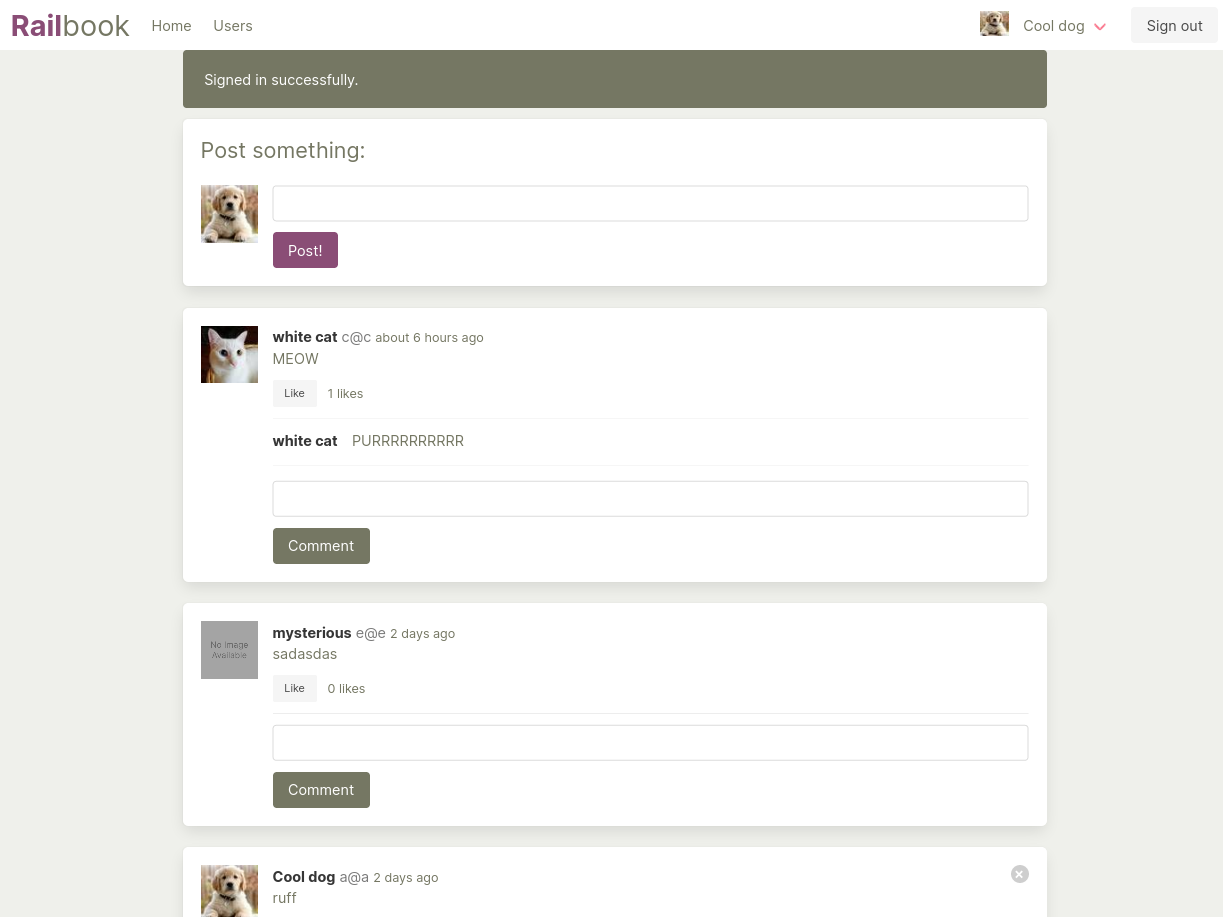 Railbook Home Users Cool dog Sign out
Signed in successfully.
Post something:
Post!
white cat c@c about 6 hours ago
MEOW
Like 1 likes
white cat PURRRRRRRRRR
Comment
No Image
Available
mysterious e@e 2 days ago
sadasdas
Like 0 likes
Comment
Cool dog a@a 2 days ago
ruff